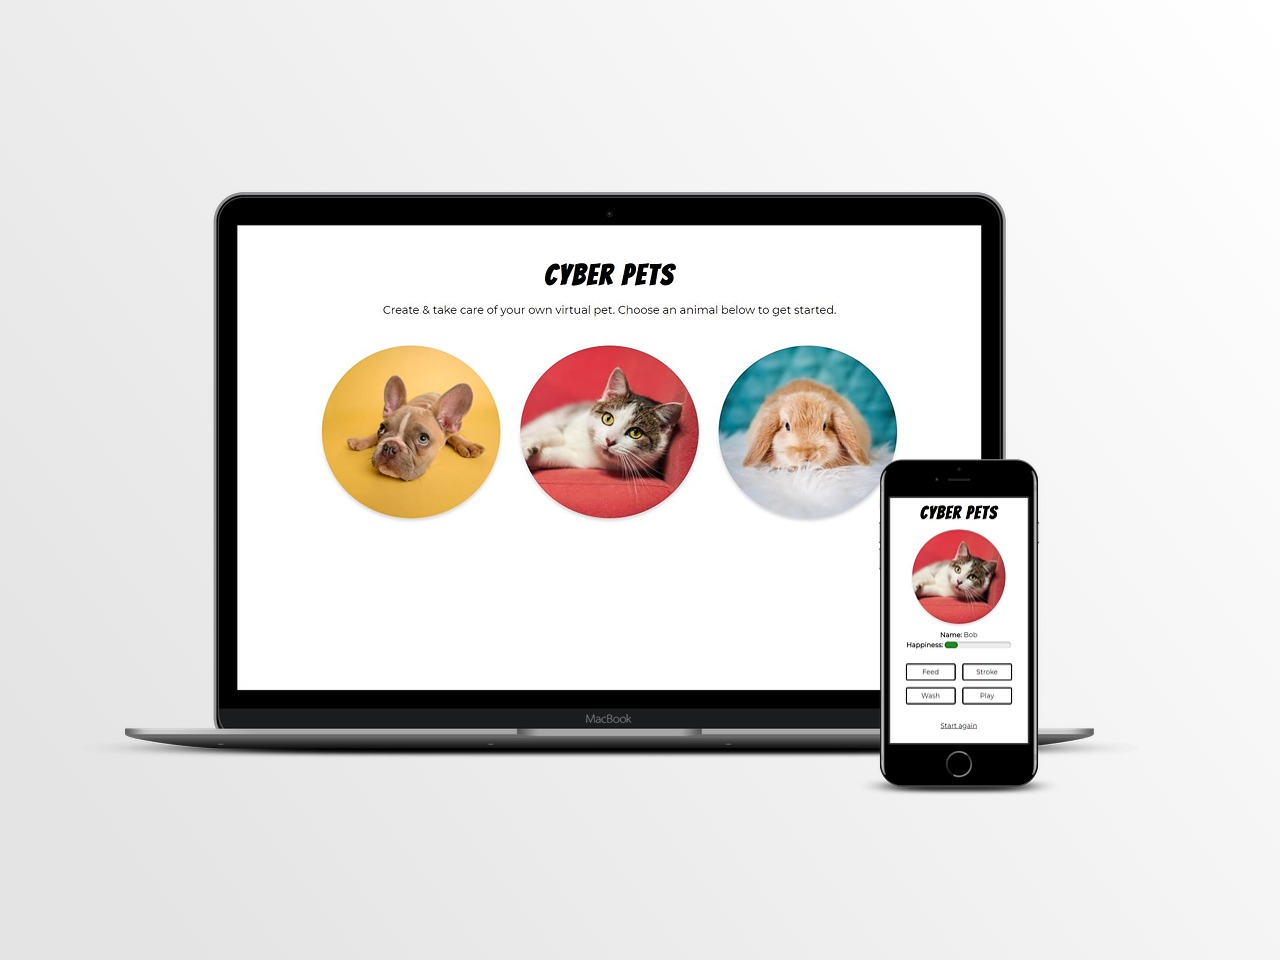 CYBER PETS
Create & take care of your own virtual pet. Choose an animal below to get started.
MacBook
CYBER PETS
Name: Bob
Happiness:
Feed
Stroke
Wash
Play
Start again